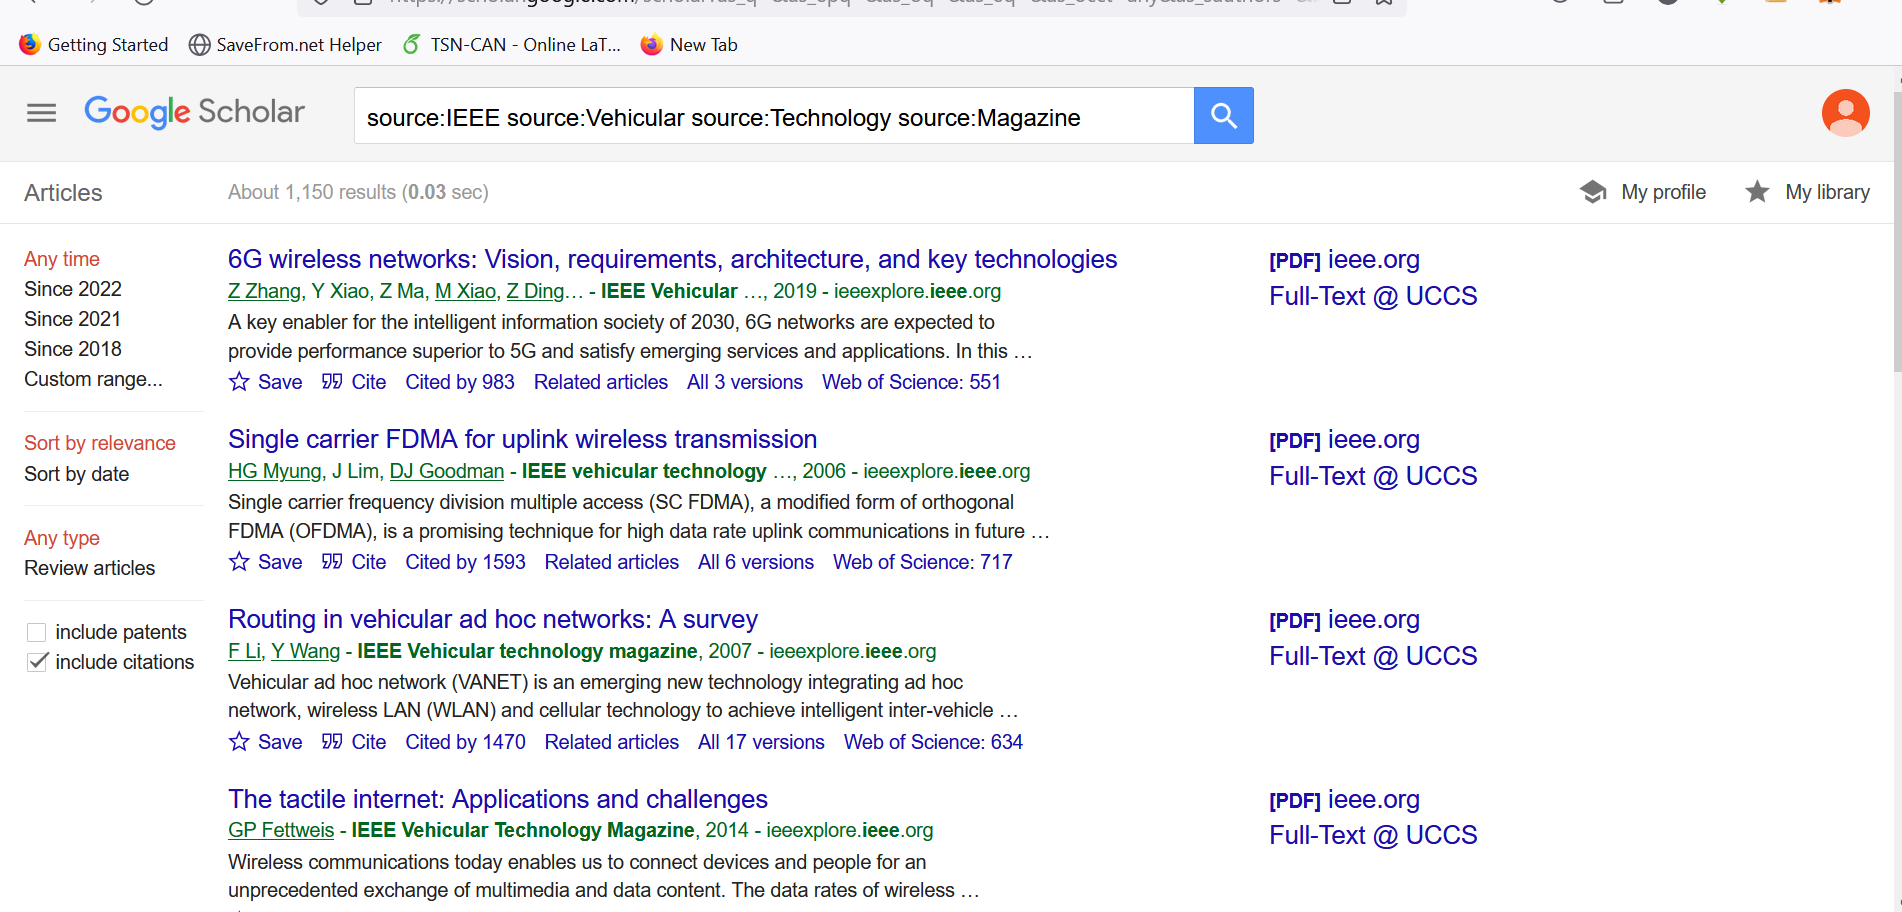 Getting Started SaveFrom.net Helper TSN-CAN - Online LaT... New Tab
Google Scholar source:IEEE source:Vehicular source:Technology source:Magazine
Articles About 1,150 results (0.03 sec) My profile My library
Any time
Since 2022
Since 2021
Since 2018
Custom range...
Sort by relevance
Sort by date
Any type
Review articles
include patents
include citations
6G wireless networks: Vision, requirements, architecture, and key technologies
Z Zhang, Y Xiao, Z Ma, M Xiao, Z Ding… - IEEE Vehicular …, 2019 - ieeexplore.ieee.org
A key enabler for the intelligent information society of 2030, 6G networks are expected to
provide performance superior to 5G and satisfy emerging services and applications. In this …
Save Cite Cited by 983 Related articles All 3 versions Web of Science: 551
[PDF] ieee.org
Full-Text @ UCCS
Single carrier FDMA for uplink wireless transmission
HG Myung, J Lim, DJ Goodman - IEEE vehicular technology …, 2006 - ieeexplore.ieee.org
Single carrier frequency division multiple access (SC FDMA), a modified form of orthogonal
FDMA (OFDMA), is a promising technique for high data rate uplink communications in future …
Save Cite Cited by 1593 Related articles All 6 versions Web of Science: 717
[PDF] ieee.org
Full-Text @ UCCS
Routing in vehicular ad hoc networks: A survey
F Li, Y Wang - IEEE Vehicular technology magazine, 2007 - ieeexplore.ieee.org
Vehicular ad hoc network (VANET) is an emerging new technology integrating ad hoc
network, wireless LAN (WLAN) and cellular technology to achieve intelligent inter-vehicle …
Save Cite Cited by 1470 Related articles All 17 versions Web of Science: 634
[PDF] ieee.org
Full-Text @ UCCS
The tactile internet: Applications and challenges
GP Fettweis - IEEE Vehicular Technology Magazine, 2014 - ieeexplore.ieee.org
Wireless communications today enables us to connect devices and people for an
unprecedented exchange of multimedia and data content. The data rates of wireless …
[PDF] ieee.org
Full-Text @ UCCS